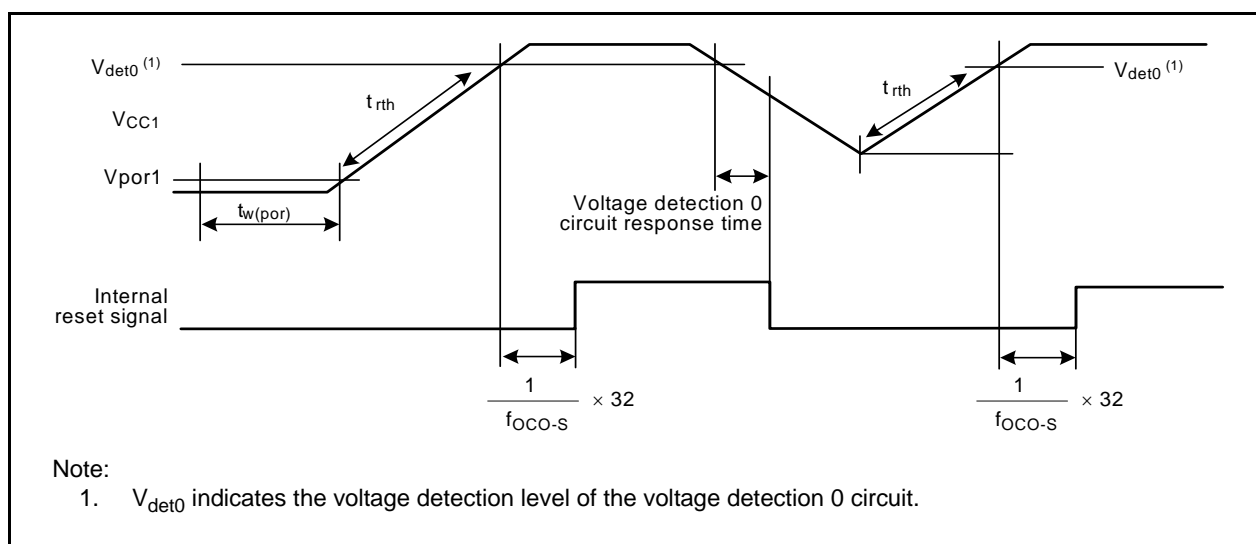 Vdet0 (1)
Vdet0 (1)
trth
trth
VCC1
Vpor1
tw(por)
Voltage detection 0
circuit response time
Internal
reset signal
1
fOCO-S
× 32
1
fOCO-S
× 32
Note:
1. Vdet0 indicates the voltage detection level of the voltage detection 0 circuit.